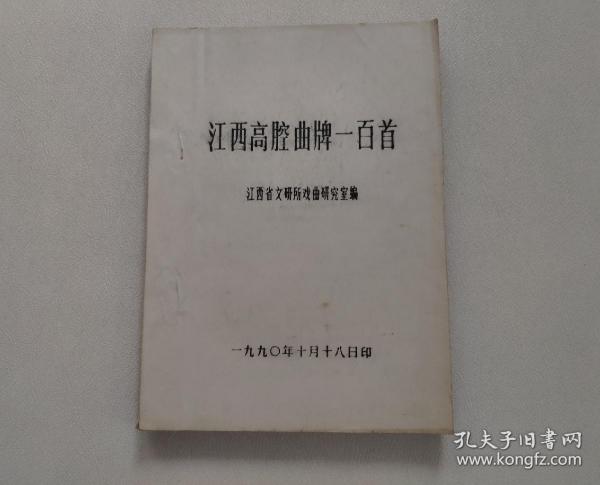 江西高腔曲牌一百首
江西省文研所戏曲研究室编
一九九〇年十月十八日印
孔夫子旧書网
www.kongfz.com